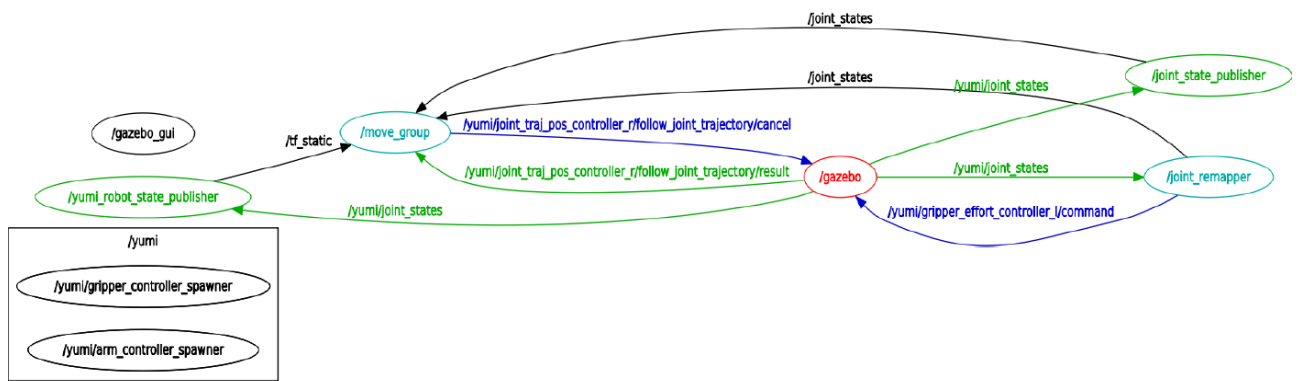 /joint_states
/joint_state_publisher
/joint_states
/yumi/joint_states
/gazebo_gui
/move_group
/yumi/joint_traj_pos_controller_r/follow_joint_trajectory/cancel
/tf_static
/yumi/joint_traj_pos_controller_r/follow_joint_trajectory/result
/gazebo
/yumi/joint_states
/joint_remapper
/yumi_robot_state_publisher
/yumi/joint_states
/yumi/gripper_effort_controller_l/command
/yumi
/yumi/gripper_controller_spawner
/yumi/arm_controller_spawner